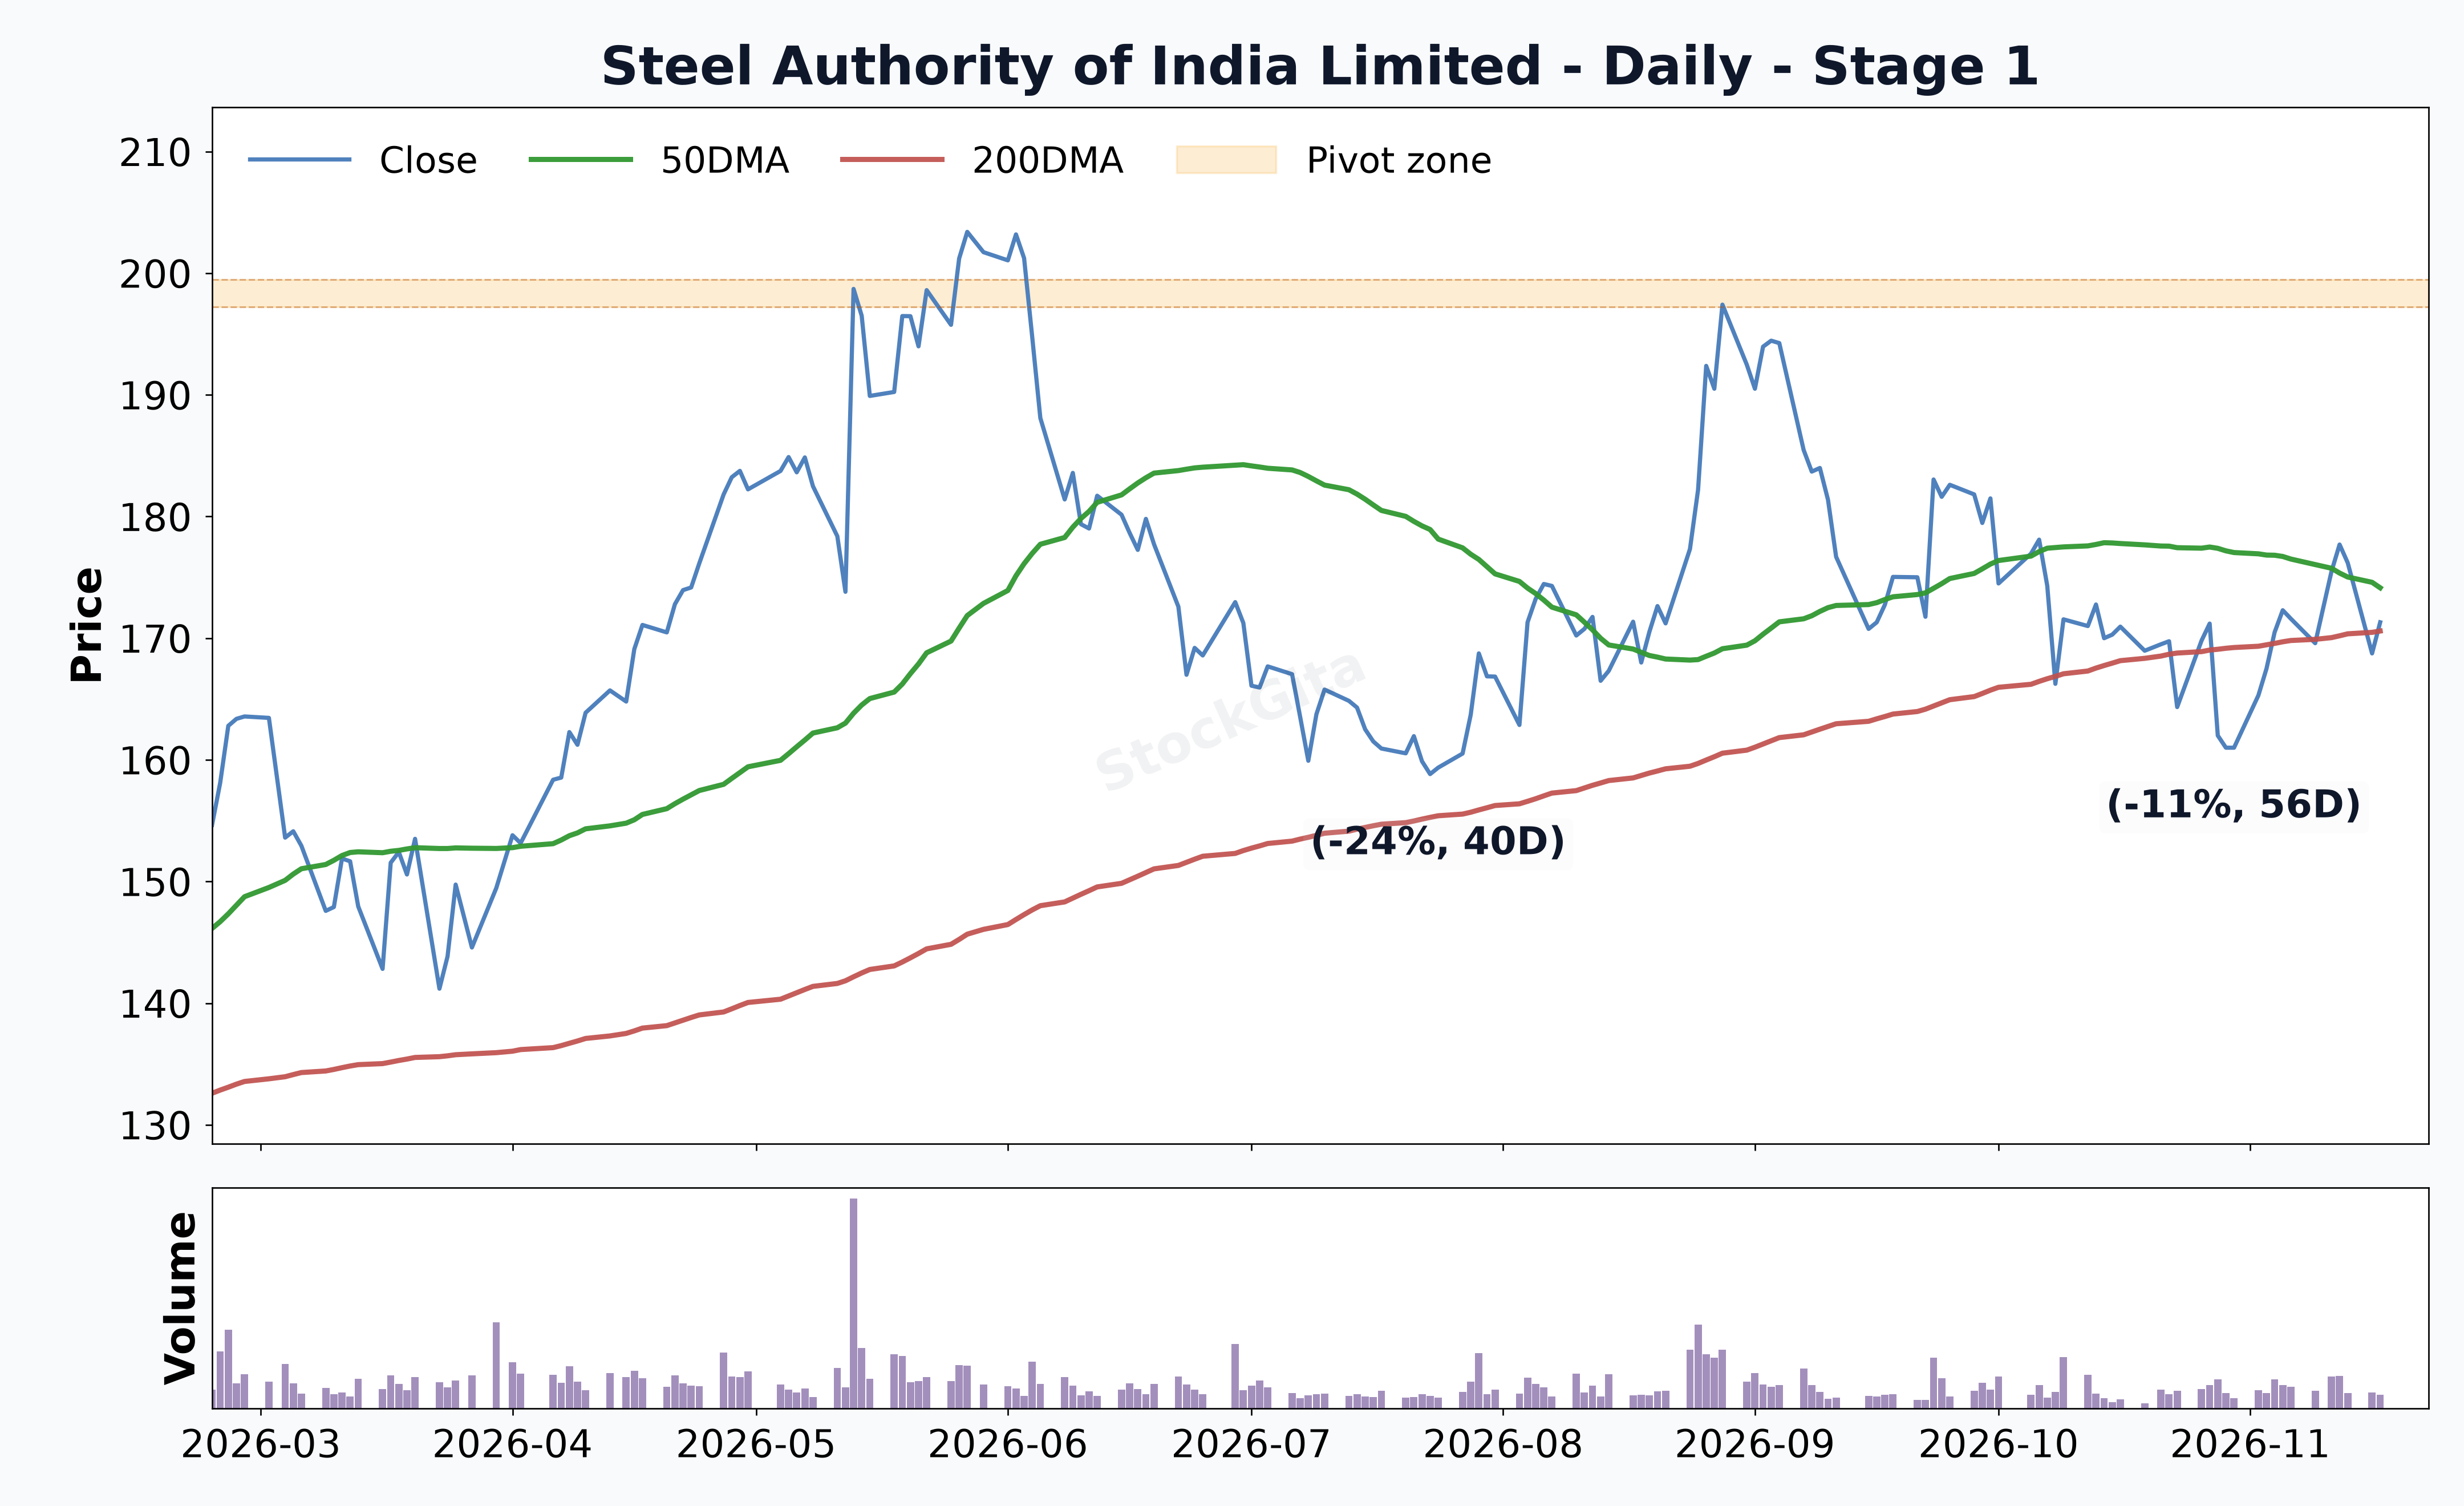 Steel Authority of India Limited - Daily - Stage 1
Close 50DMA 200DMA Pivot zone
Price
210
200
190
180
170
160
150
140
130
StockGita
(-24%, 40D)
(-11%, 56D)
Volume
2026-03 2026-04 2026-05 2026-06 2026-07 2026-08 2026-09 2026-10 2026-11